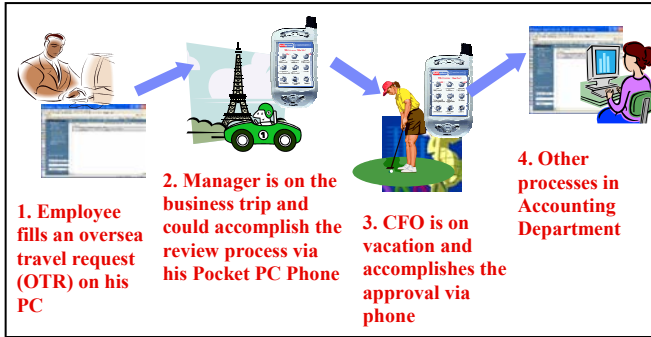 1. Employee
fills an oversea
travel request
(OTR) on his
PC
2. Manager is on the
business trip and
could accomplish the
review process via
his Pocket PC Phone
3. CFO is on
vacation and
accomplishes the
approval via
phone
4. Other
processes in
Accounting
Department